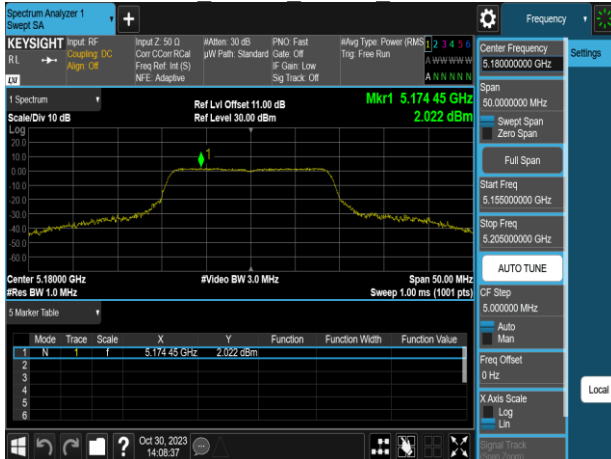 Spectrum Analyzer 1
Swept SA
+
Frequency
KEYSIGHT
RL
Input: RF
Coupling: DC
Align: Off
Input Z: 50 Ω
Corr CCorr RCal
Freq Ref: Int (S)
NFE: Adaptive
#Atten: 30 dB
µW Path: Standard
PNO: Fast
Gate: Off
IF Gain: Low
Sig Track: Off
#Avg Type: Power (RMS
Trig: Free Run
1 2 3 4 5 6
A W W W W W
A N N N N N
1 Spectrum
Scale/Div 10 dB
Ref Lvl Offset 11.00 dB
Ref Level 30.00 dBm
Mkr1 5.174 45 GHz
2.022 dBm
Log
20.0
10.0
0.00
-10.0
-20.0
-30.0
-40.0
-50.0
-60.0
1
Center 5.18000 GHz
#Res BW 1.0 MHz
#Video BW 3.0 MHz
Span 50.00 MHz
Sweep 1.00 ms (1001 pts)
5 Marker Table
Mode Trace Scale X Y Function Function Width Function Value
1 N 1 f 5.174 45 GHz 2.022 dBm
2
3
4
5
6
Center Frequency
5.180000000 GHz
Span
50.0000000 MHz
Swept Span
Zero Span
Full Span
Start Freq
5.155000000 GHz
Stop Freq
5.205000000 GHz
AUTO TUNE
CF Step
5.000000 MHz
Auto
Man
Freq Offset
0 Hz
X Axis Scale
Log
Lin
Signal Track
(Span Zoom)
Settings
Local
?
Oct 30, 2023
14:08:37